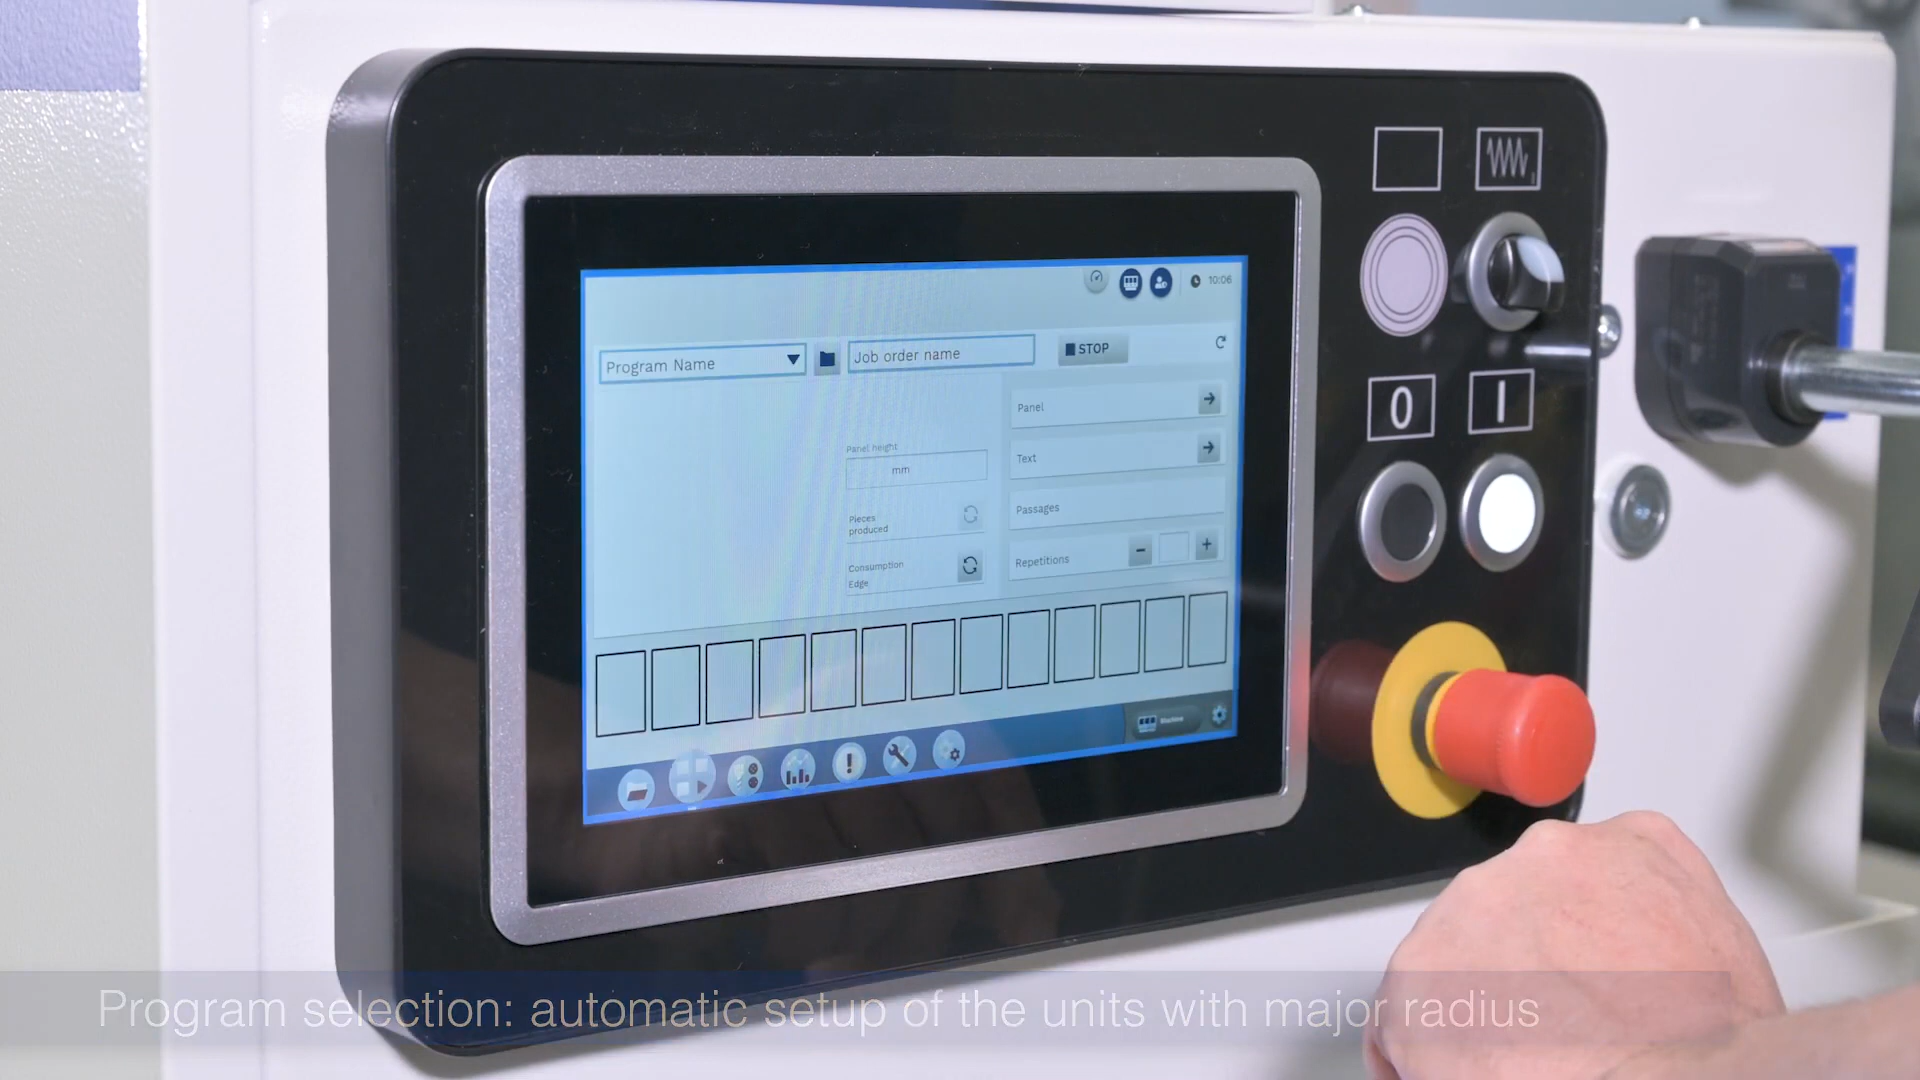 10:06
Program Name
Job order name
STOP
Panel
Panel height
mm
Text
Pieces
produced
Passages
Consumption
Edge
Repetitions
- +
0 I
Machine
!
Program selection: automatic setup of the units with major radius